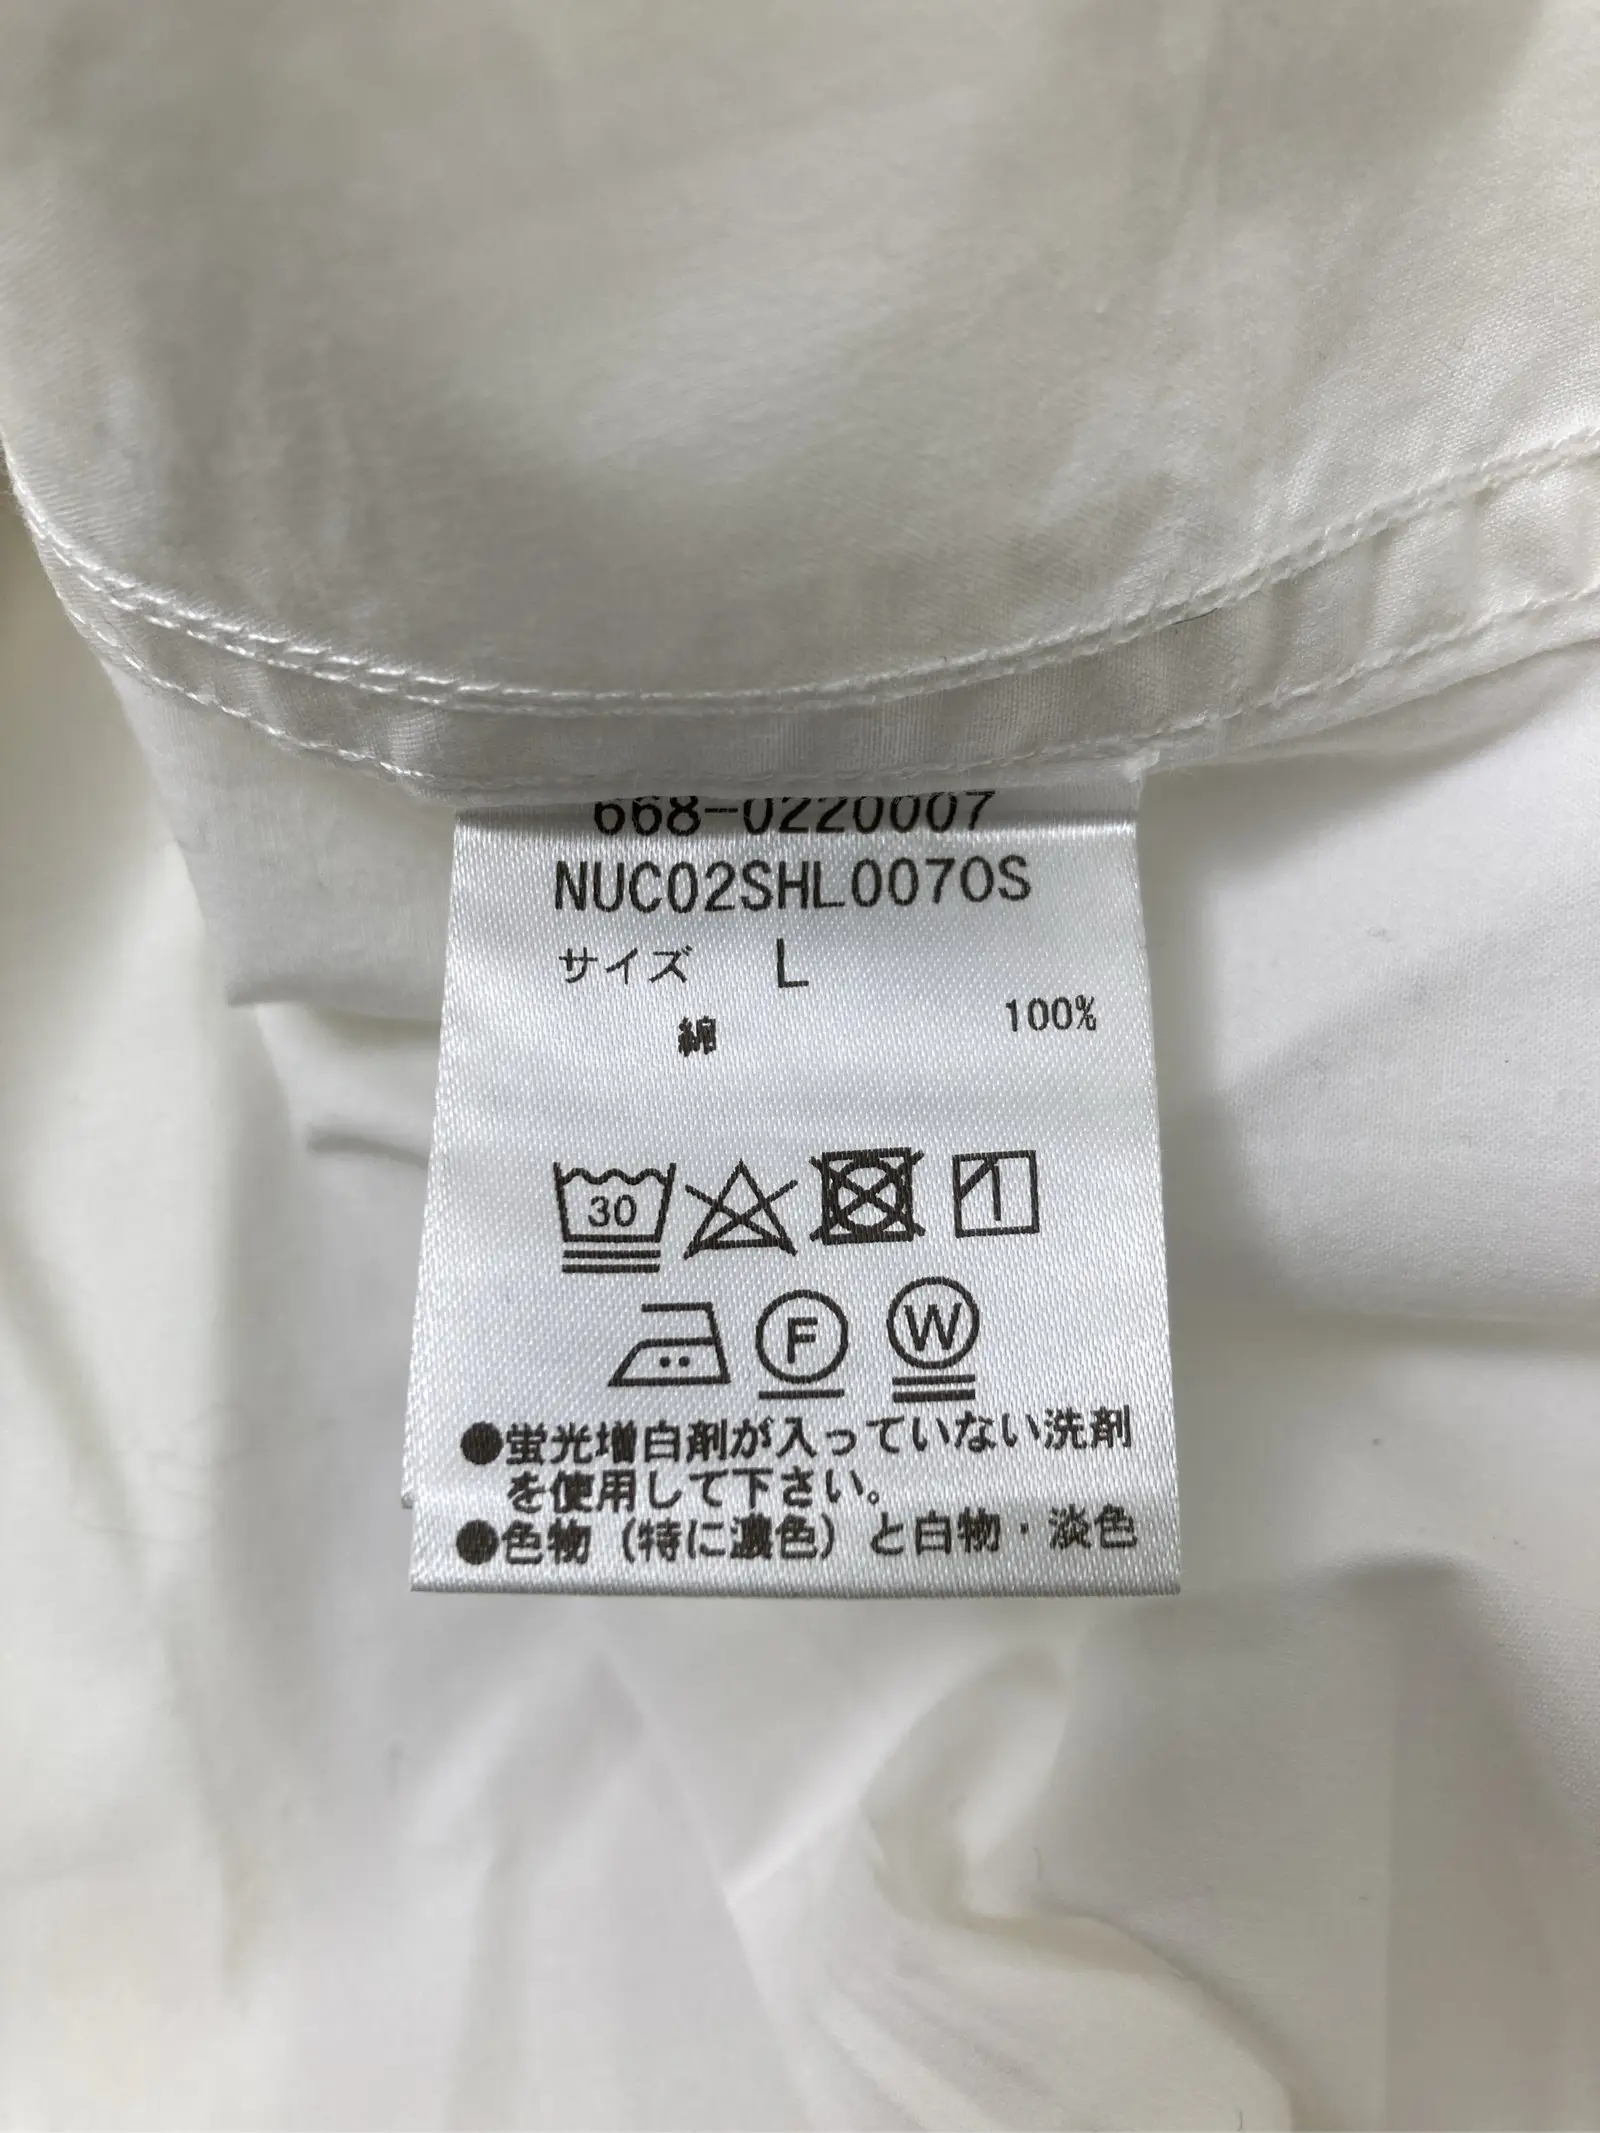 668-0220007
NUC02SHL0070S
サイズ L
綿 100%
30
F W
●蛍光増白剤が入っていない洗剤
を使用して下さい。
●色物（特に濃色）と白物・淡色